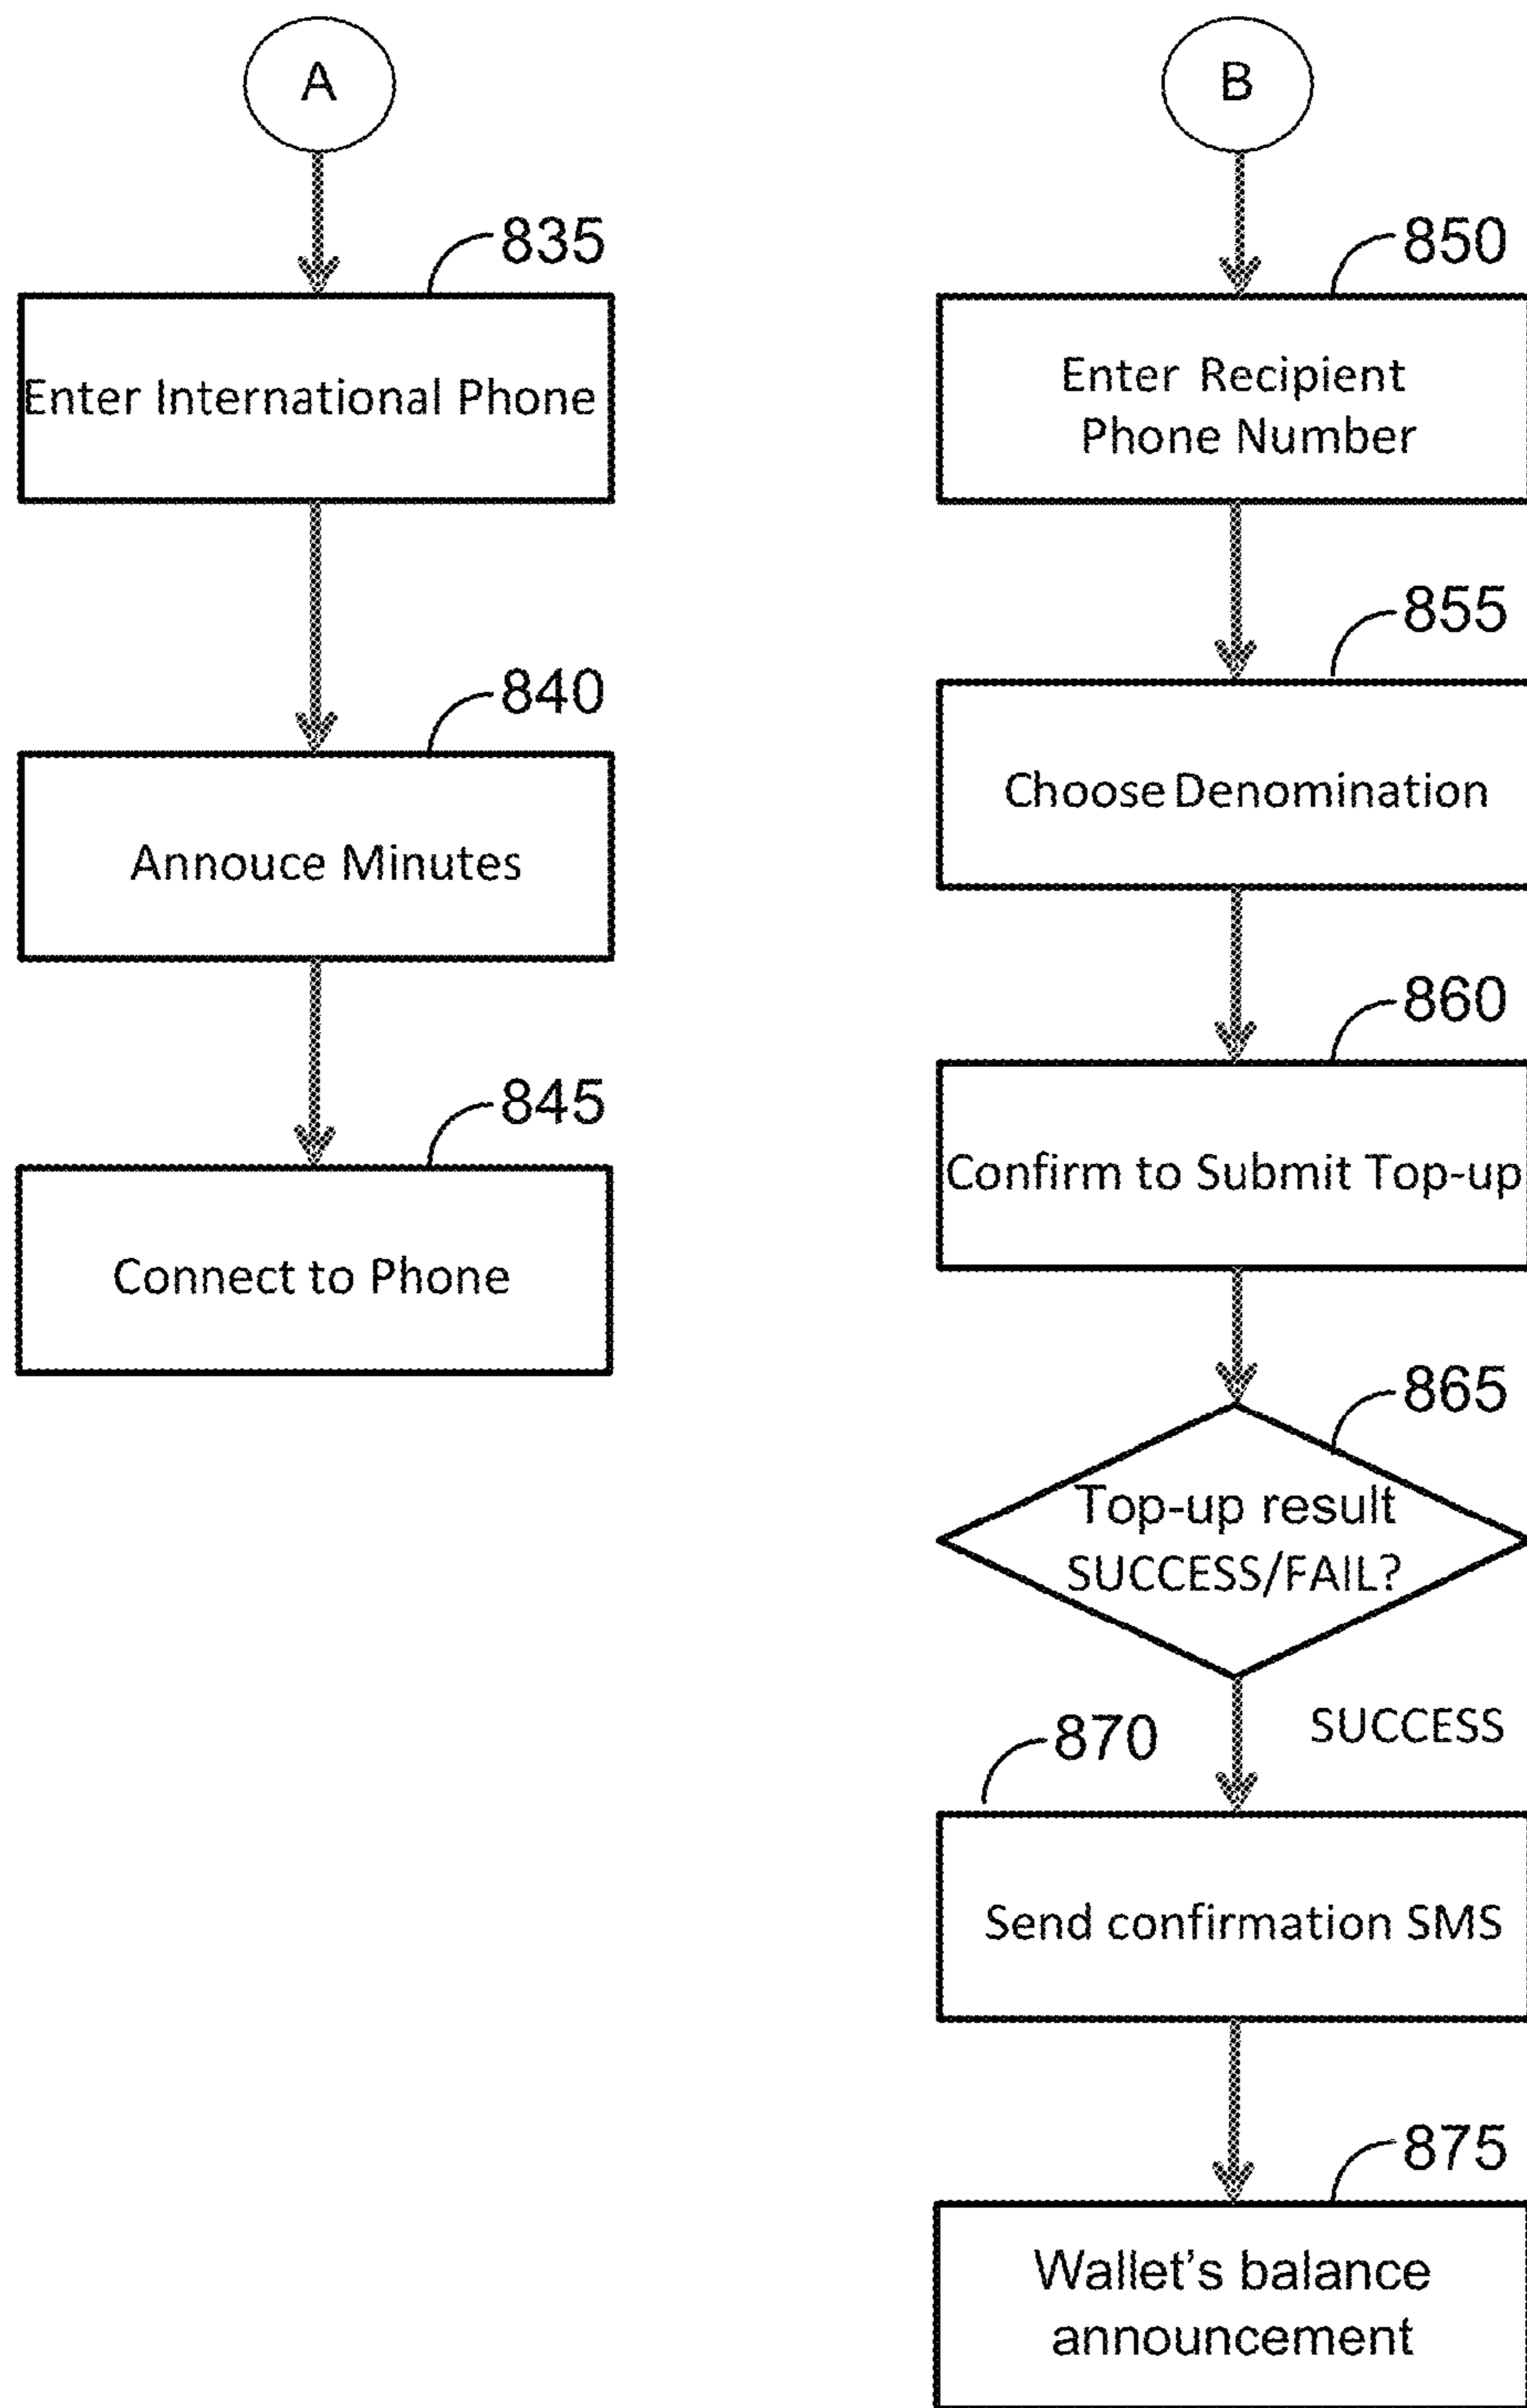 A
835
Enter International Phone
840
Annouce Minutes
845
Connect to Phone
B
850
Enter Recipient
Phone Number
855
Choose Denomination
860
Confirm to Submit Top-up
865
Top-up result
SUCCESS/FAIL?
SUCCESS
870
Send confirmation SMS
875
Wallet's balance
announcement